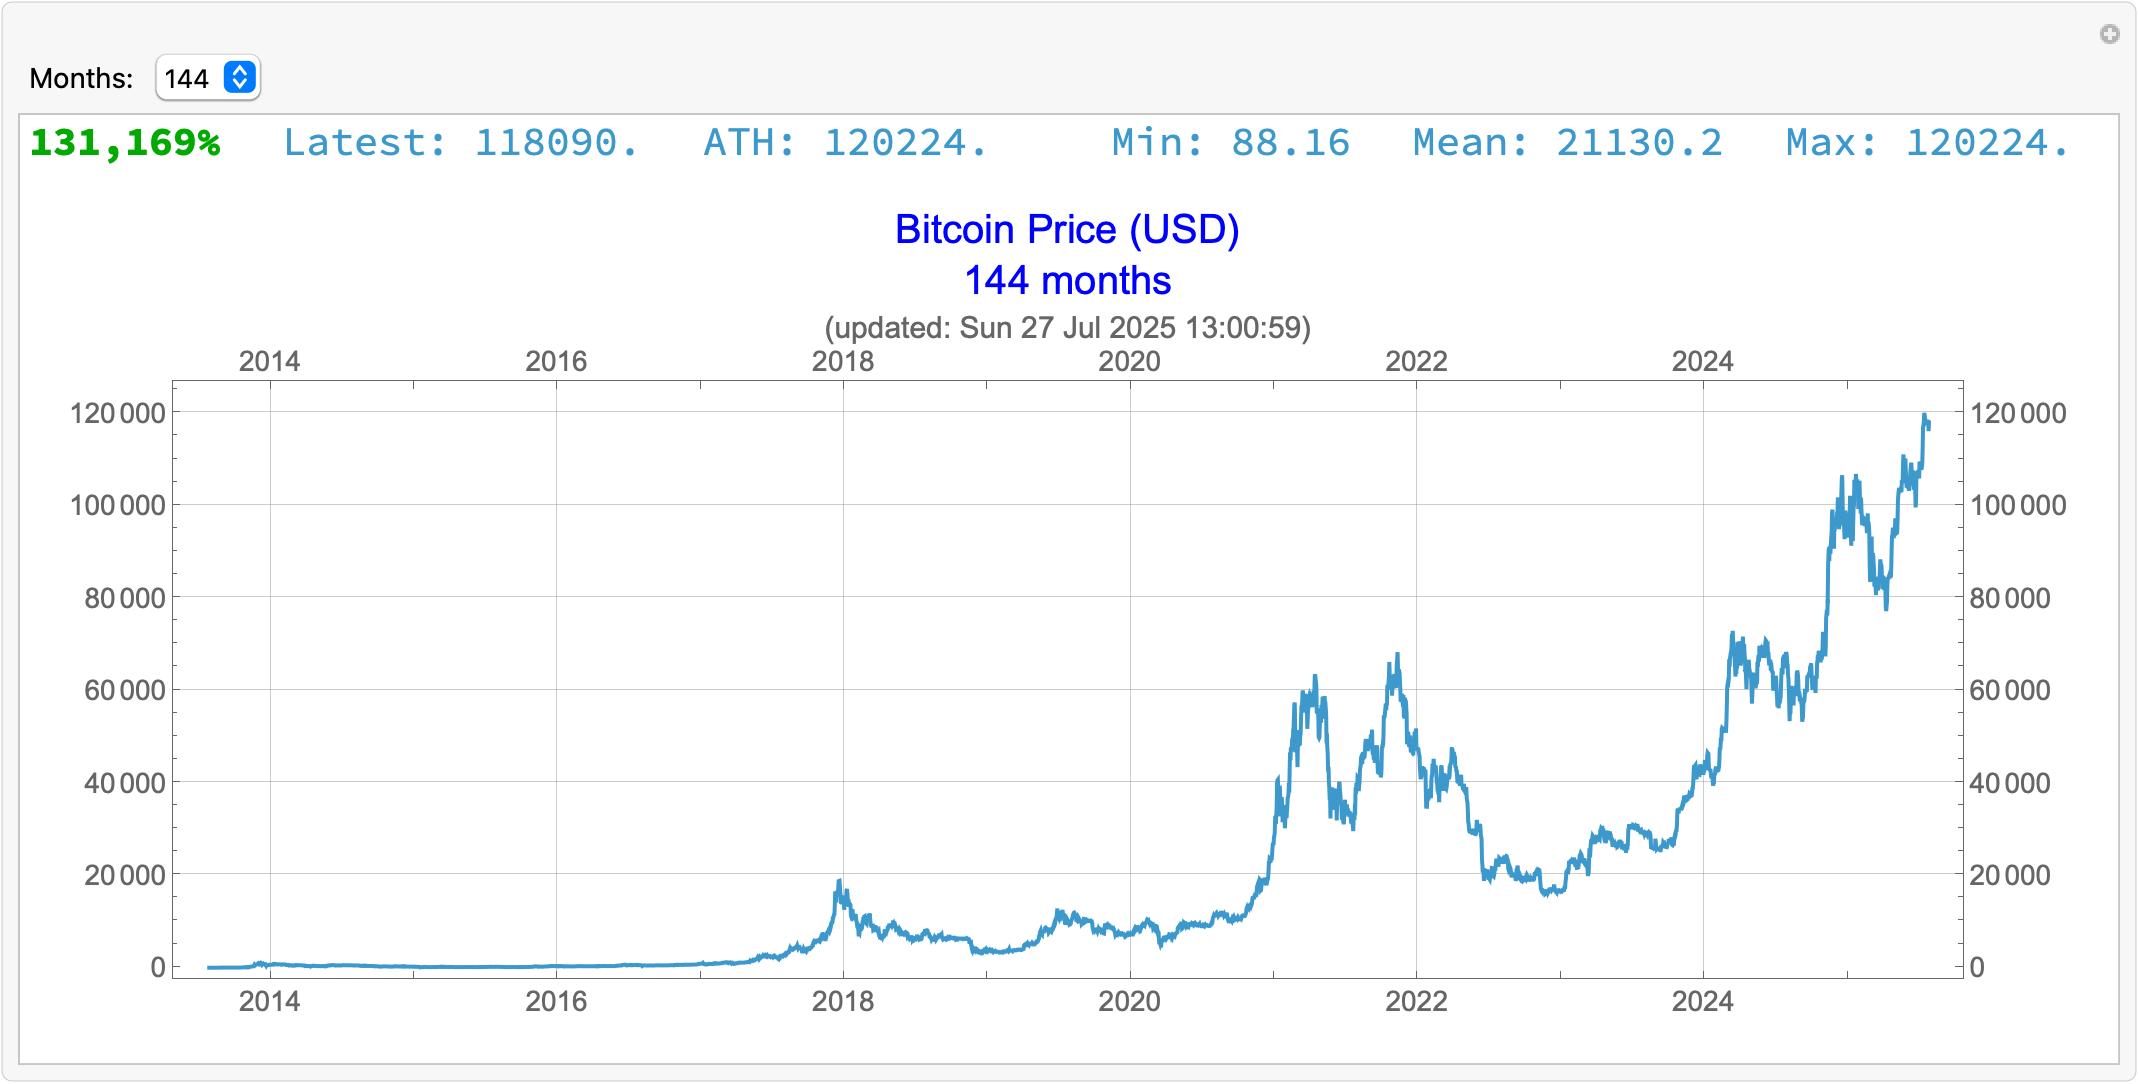 Months: 144
131,169% Latest: 118090. ATH: 120224. Min: 88.16 Mean: 21130.2 Max: 120224.
Bitcoin Price (USD)
144 months
(updated: Sun 27 Jul 2025 13:00:59)
2014 2016 2018 2020 2022 2024
120 000 120 000
100 000 100 000
80 000 80 000
60 000 60 000
40 000 40 000
20 000 20 000
0 0
2014 2016 2018 2020 2022 2024